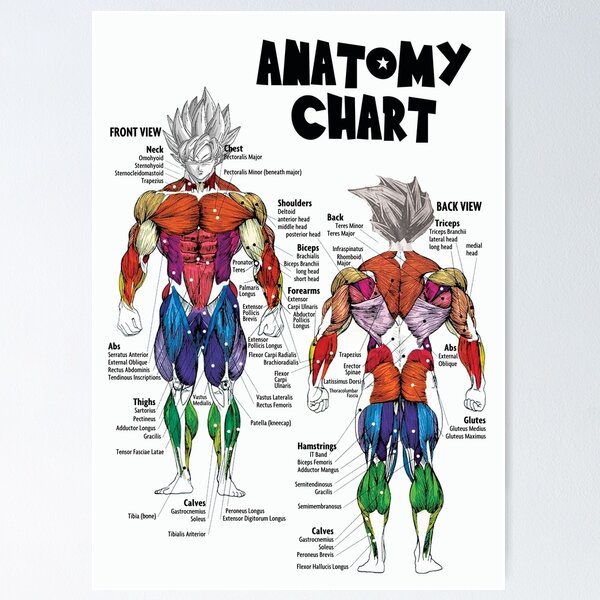 ANATOMY
CHART
FRONT VIEW
Neck
Omohyoid
Sternohyoid
Sternocleidomastoid
Trapezius
Chest
Pectoralis Major
Pectoralis Minor (beneath major)
Shoulders
Deltoid
anterior head
middle head
posterior head
Biceps
Brachialis
Biceps Branchii
long head
short head
Pronator
Teres
Palmaris
Longus
Forearms
Extensor
Carpi Ulnaris
Abductor
Pollicis
Longus
Extensor
Pollicis
Brevis
Extensor
Pollicis Longus
Flexor Carpi Radialis
Brachioradialis
Flexor
Carpi
Ulnaris
Abs
Serratus Anterior
External Oblique
Rectus Abdominis
Tendinous Inscriptions
Thighs
Sartorius
Pectineus
Adductor Longus
Gracilis
Tensor Fasciae Latae
Vastus
Medialis
Vastus Lateralis
Rectus Femoris
Patella (kneecap)
Calves
Gastrocnemius
Soleus
Tibia (bone)
Tibialis Anterior
Peroneus Longus
Extensor Digitorum Longus
BACK VIEW
Back
Teres Minor
Teres Major
Infraspinatus
Rhomboid
Major
Triceps
Triceps Branchii
lateral head
long head
medial
head
Trapezius
Erector
Spinae
Latissimus Dorsi
Thoracolumbar
Fascia
Abs
External
Oblique
Glutes
Gluteus Medius
Gluteus Maximus
Hamstrings
IT Band
Biceps Femoris
Adductor Mangus
Semitendinosus
Gracilis
Semimembranosus
Calves
Gastrocnemius
Soleus
Peroneus Brevis
Flexor Hallucis Longus